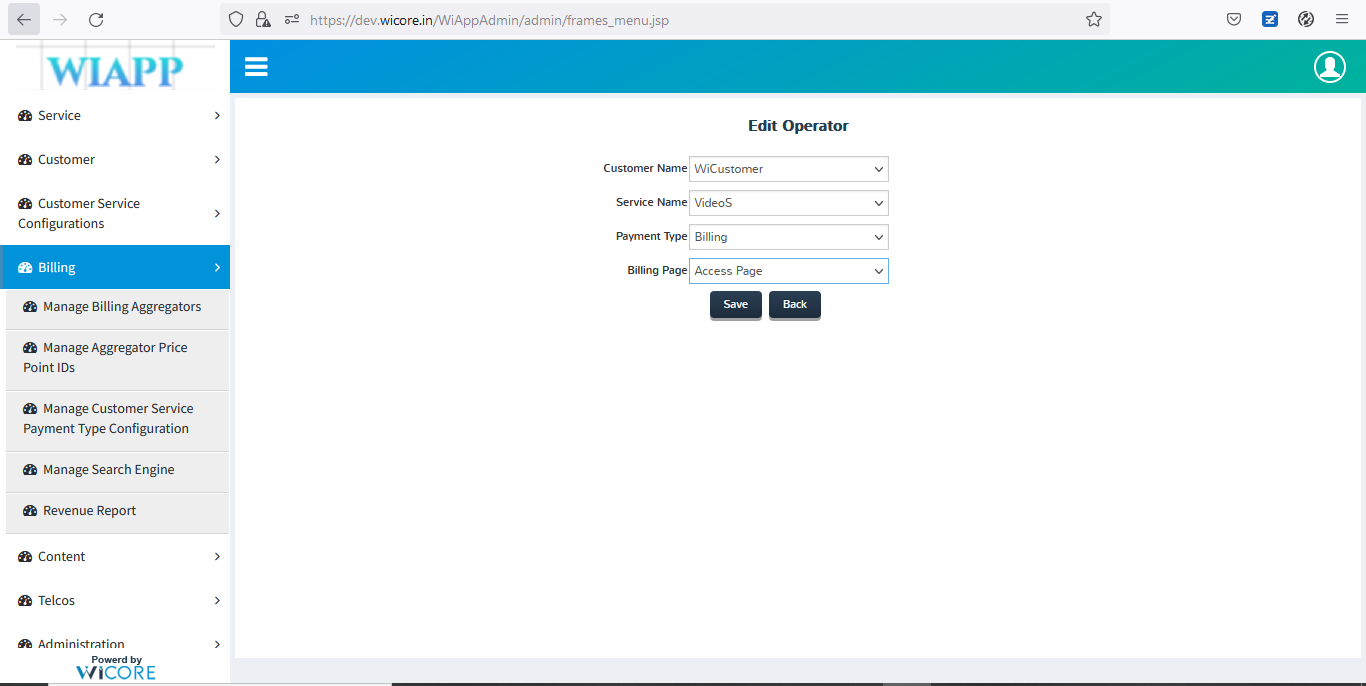 https://dev.wicore.in/WiAppAdmin/admin/frames_menu.jsp
WIAPP
Service
Customer
Customer Service
Configurations
Billing
Manage Billing Aggregators
Manage Aggregator Price
Point IDs
Manage Customer Service
Payment Type Configuration
Manage Search Engine
Revenue Report
Content
Telcos
Administration
Powerd by
WiCORE
Edit Operator
Customer Name WiCustomer
Service Name VideoS
Payment Type Billing
Billing Page Access Page
Save Back